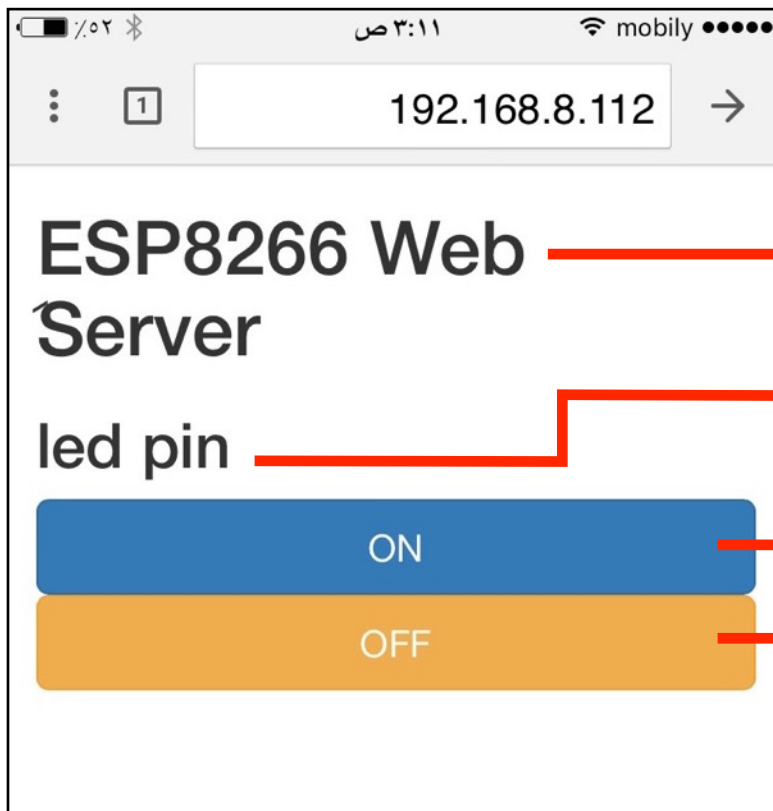 ٪٥٢ ٣:١١ ص mobily
1 192.168.8.112
ESP8266 Web
Server
led pin
ON
OFF